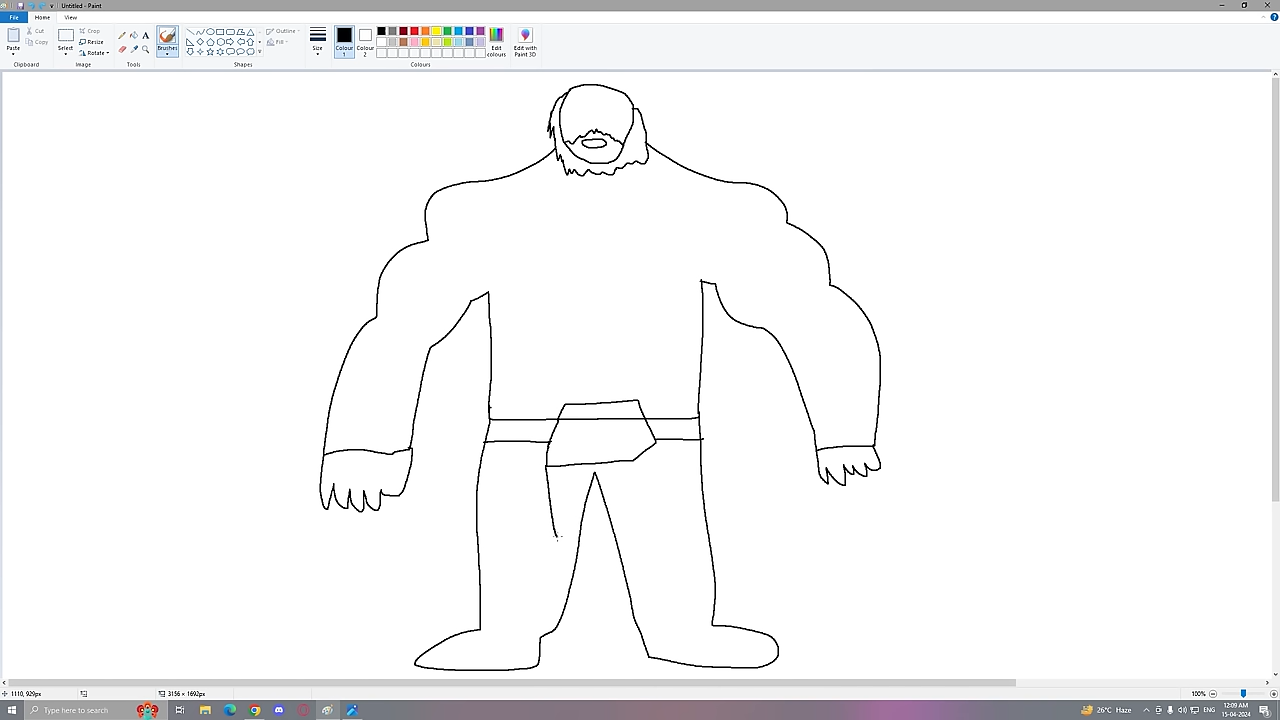 Untitled - Paint
File Home View
Paste
Cut
Copy
Clipboard
Select
Crop
Resize
Rotate
Image
A
Tools
Brushes
Outline
Fill
Shapes
Size
Colour 1
Colour 2
Edit colours
Edit with Paint 3D
Colours
1110, 929px
3156 × 1692px
100%
Type here to search
26°C Haze
ENG
12:09 AM
15-04-2024